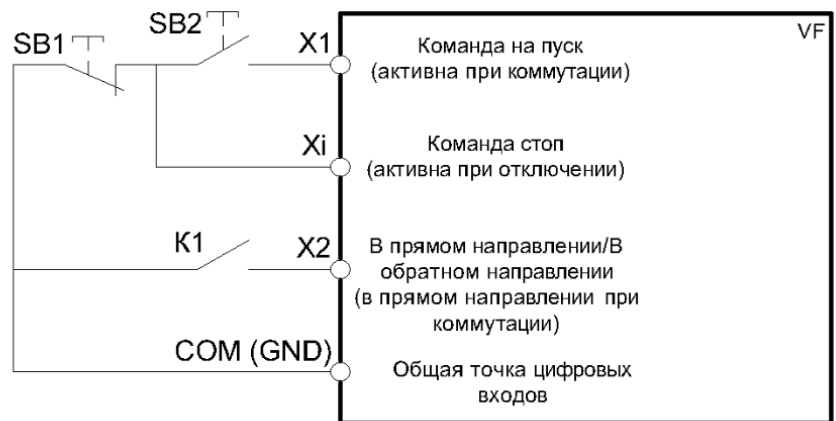 SB1
SB2
X1
VF
Команда на пуск
(активна при коммутации)
Xi
Команда стоп
(активна при отключении)
К1
X2
В прямом направлении/В
обратном направлении
(в прямом направлении при
коммутации)
COM (GND)
Общая точка цифровых
входов